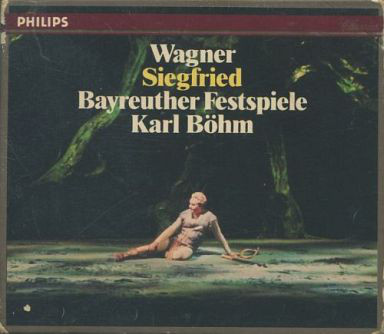 PHILIPS
Wagner
Siegfried
Bayreuther Festspiele
Karl Böhm